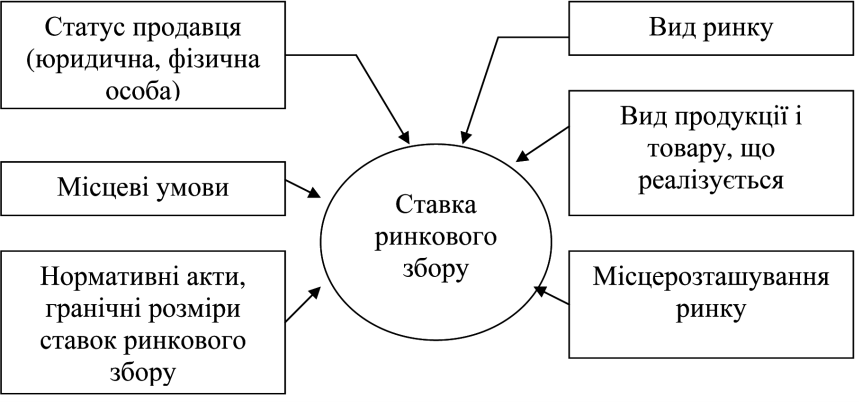 Статус продавця
(юридична, фізична
особа)
Місцеві умови
Нормативні акти,
гранічні розміри
ставок ринкового
збору
Ставка
ринкового
збору
Вид ринку
Вид продукції і
товару, що
реалізується
Місцерозташування
ринку